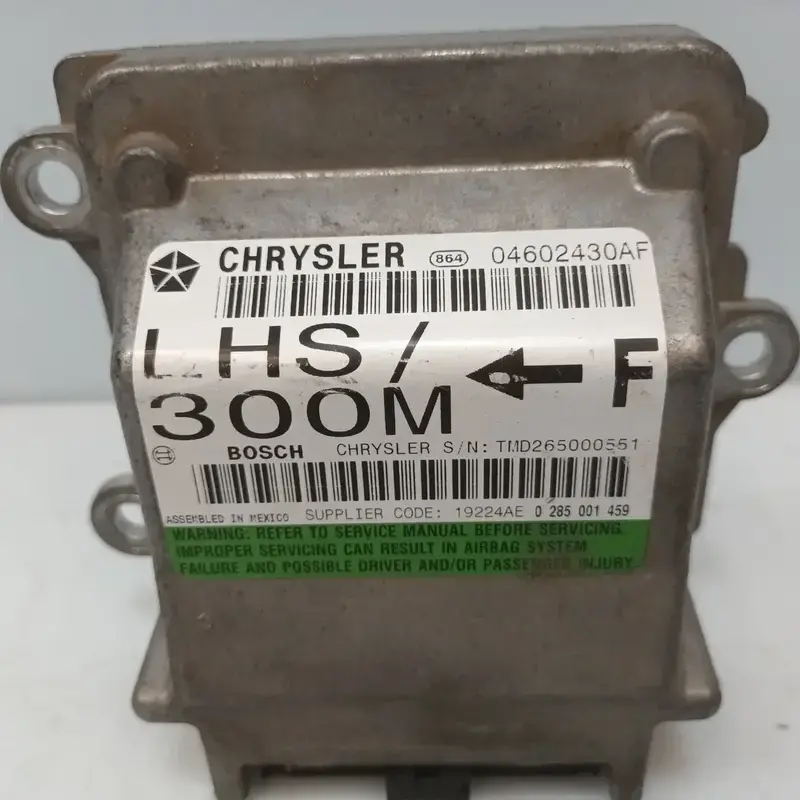 CHRYSLER 864 04602430AF
LHS/
300M
F
BOSCH CHRYSLER S/N: TMD265000551
ASSEMBLED IN MEXICO SUPPLIER CODE: 19224AE 0 285 001 459
WARNING: REFER TO SERVICE MANUAL BEFORE SERVICING.
IMPROPER SERVICING CAN RESULT IN AIRBAG SYSTEM
FAILURE AND POSSIBLE DRIVER AND/OR PASSENGER INJURY.